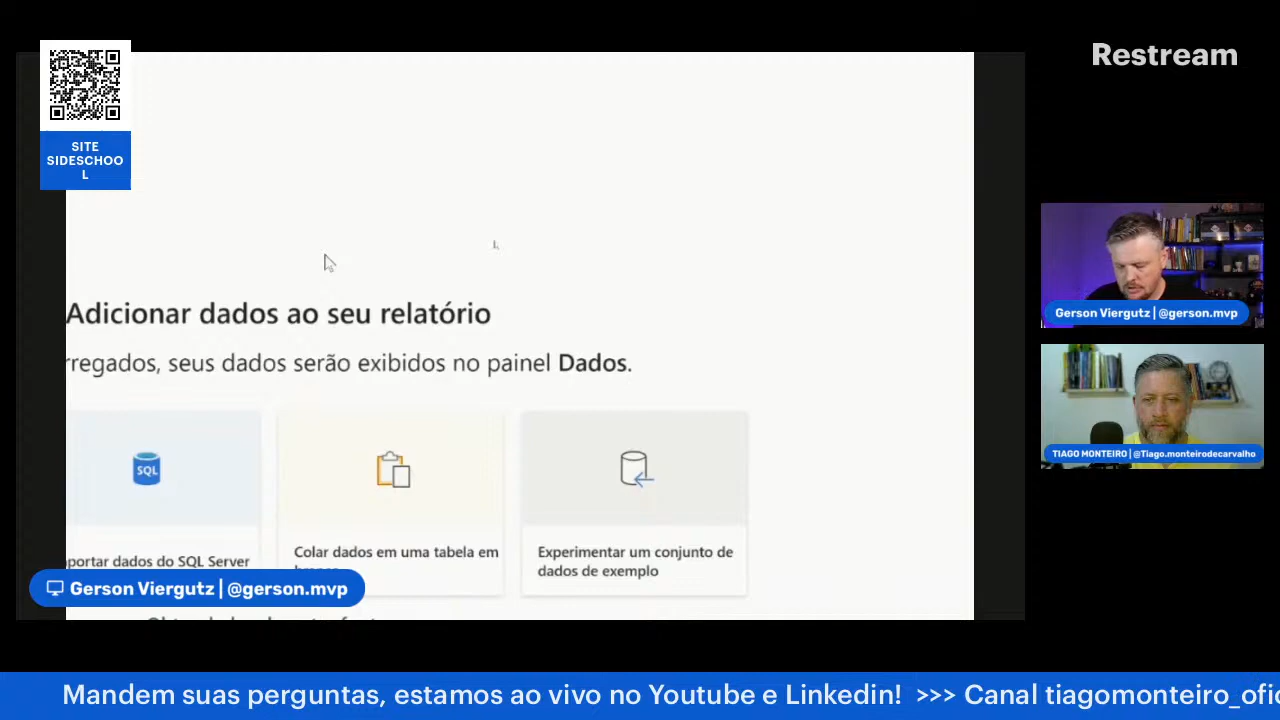 Restream
SITE
SIDESCHOO
L
Adicionar dados ao seu relatório
rregados, seus dados serão exibidos no painel Dados.
SQL
portar dados do SQL Server
Colar dados em uma tabela em
Experimentar um conjunto de
dados de exemplo
Gerson Viergutz | @gerson.mvp
Gerson Viergutz | @gerson.mvp
TIAGO MONTEIRO | @Tiago.monteirodecarvalho
Mandem suas perguntas, estamos ao vivo no Youtube e Linkedin! >>> Canal tiagomonteiro_ofic